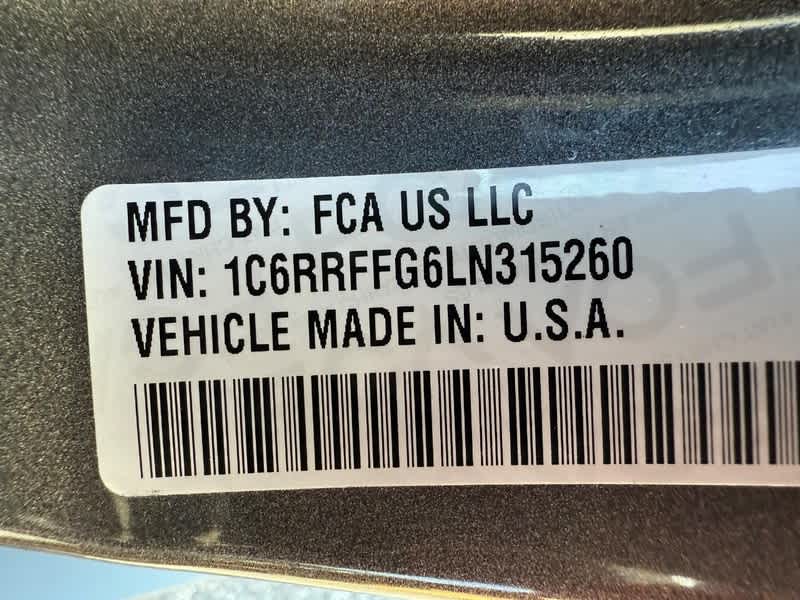 MFD BY: FCA US LLC
VIN: 1C6RRFFG6LN315260
VEHICLE MADE IN: U.S.A.